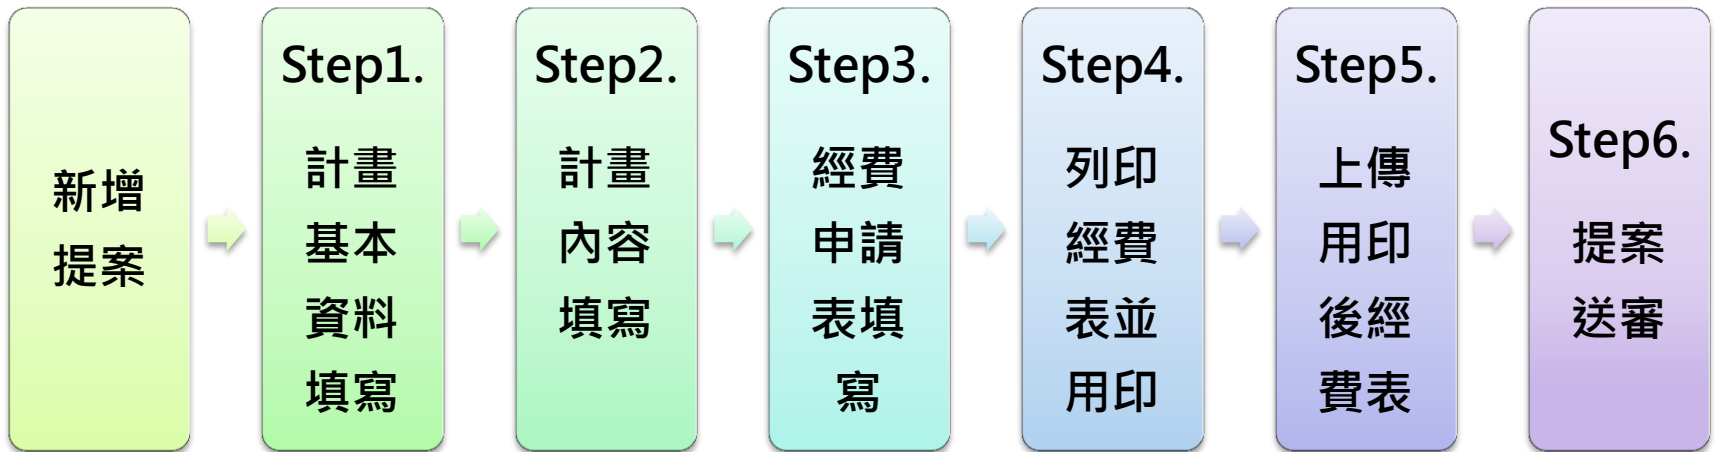 新增
提案
Step1.
計畫
基本
資料
填寫
Step2.
計畫
內容
填寫
Step3.
經費
申請
表填
寫
Step4.
列印
經費
表並
用印
Step5.
上傳
用印
後經
費表
Step6.
提案
送審